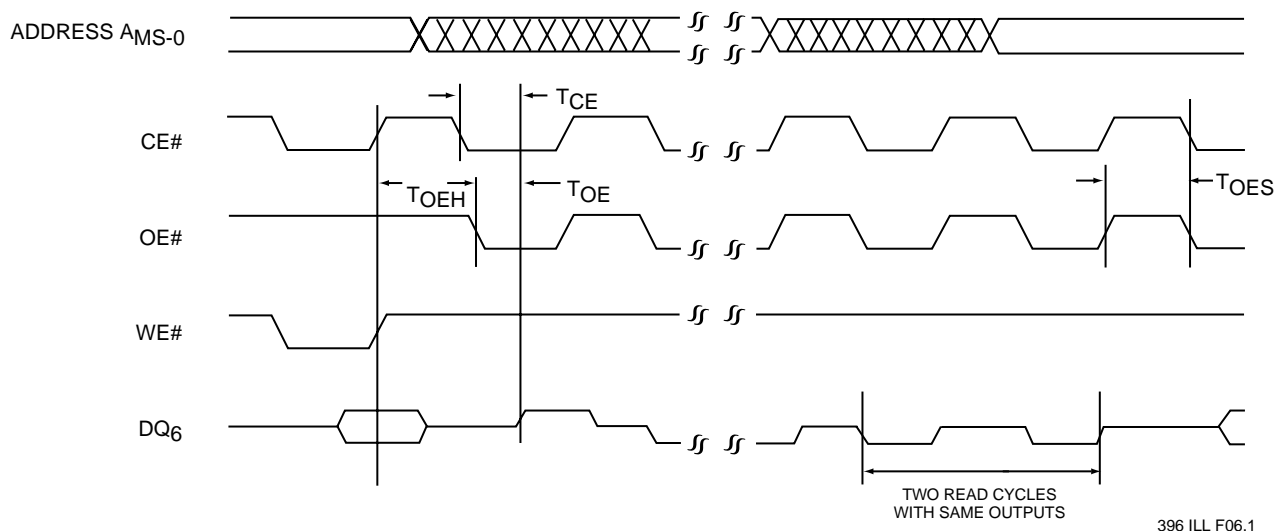 ADDRESS AMS-0
TCE
CE#
TOEH
TOE
TOES
OE#
WE#
DQ6
TWO READ CYCLES
WITH SAME OUTPUTS
396 ILL F06.1